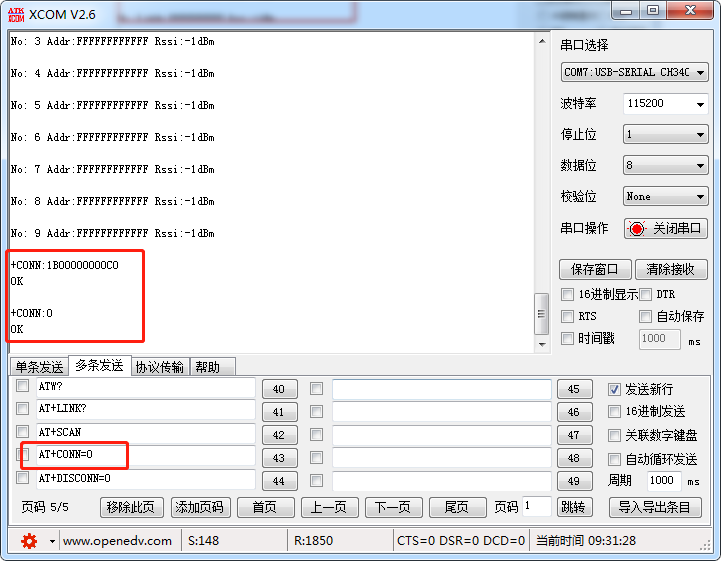 ATK
XCOM XCOM V2.6
No: 3 Addr:FFFFFFFFFFFF Rssi:-1dBm
No: 4 Addr:FFFFFFFFFFFF Rssi:-1dBm
No: 5 Addr:FFFFFFFFFFFF Rssi:-1dBm
No: 6 Addr:FFFFFFFFFFFF Rssi:-1dBm
No: 7 Addr:FFFFFFFFFFFF Rssi:-1dBm
No: 8 Addr:FFFFFFFFFFFF Rssi:-1dBm
No: 9 Addr:FFFFFFFFFFFF Rssi:-1dBm
+CONN:1B00000000C0
OK
+CONN:0
OK
串口选择
COM7:USB-SERIAL CH340
波特率 115200
停止位 1
数据位 8
校验位 None
串口操作 关闭串口
保存窗口 清除接收
16进制显示 DTR
RTS 自动保存
时间戳 1000 ms
单条发送 多条发送 协议传输 帮助
ATW? 40 45
AT+LINK? 41 46
AT+SCAN 42 47
AT+CONN=0 43 48
AT+DISCONN=0 44 49
发送新行
16进制发送
关联数字键盘
自动循环发送
周期 1000 ms
页码 5/5 移除此页 添加页码 首页 上一页 下一页 尾页 页码 1 跳转 导入导出条目
www.openedv.com S:148 R:1850 CTS=0 DSR=0 DCD=0 当前时间 09:31:28